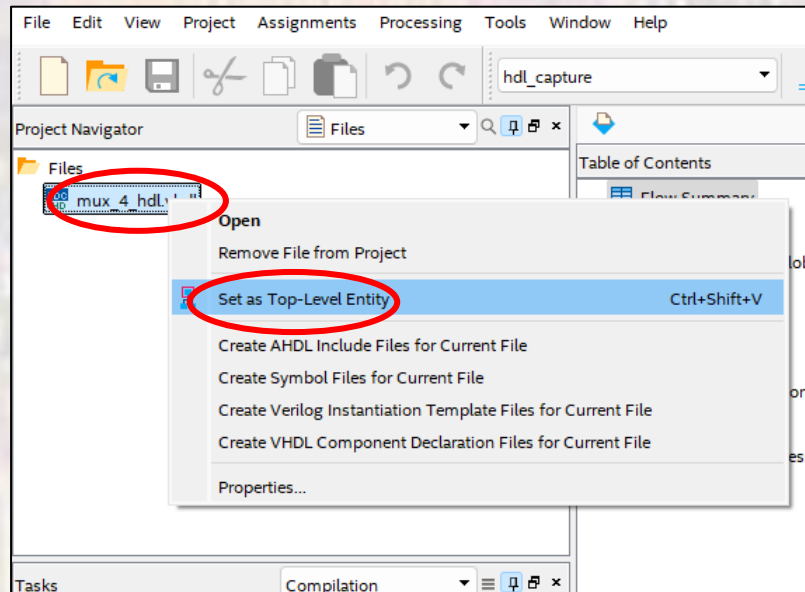 File Edit View Project Assignments Processing Tools Window Help
hdl_capture
Project Navigator Files
Files
Table of Contents
mux_4_hdl.vhdl
Flow Summary
Open
Remove File from Project
Set as Top-Level Entity Ctrl+Shift+V
Create AHDL Include Files for Current File
Create Symbol Files for Current File
Create Verilog Instantiation Template Files for Current File
Create VHDL Component Declaration Files for Current File
Properties...
Tasks Compilation